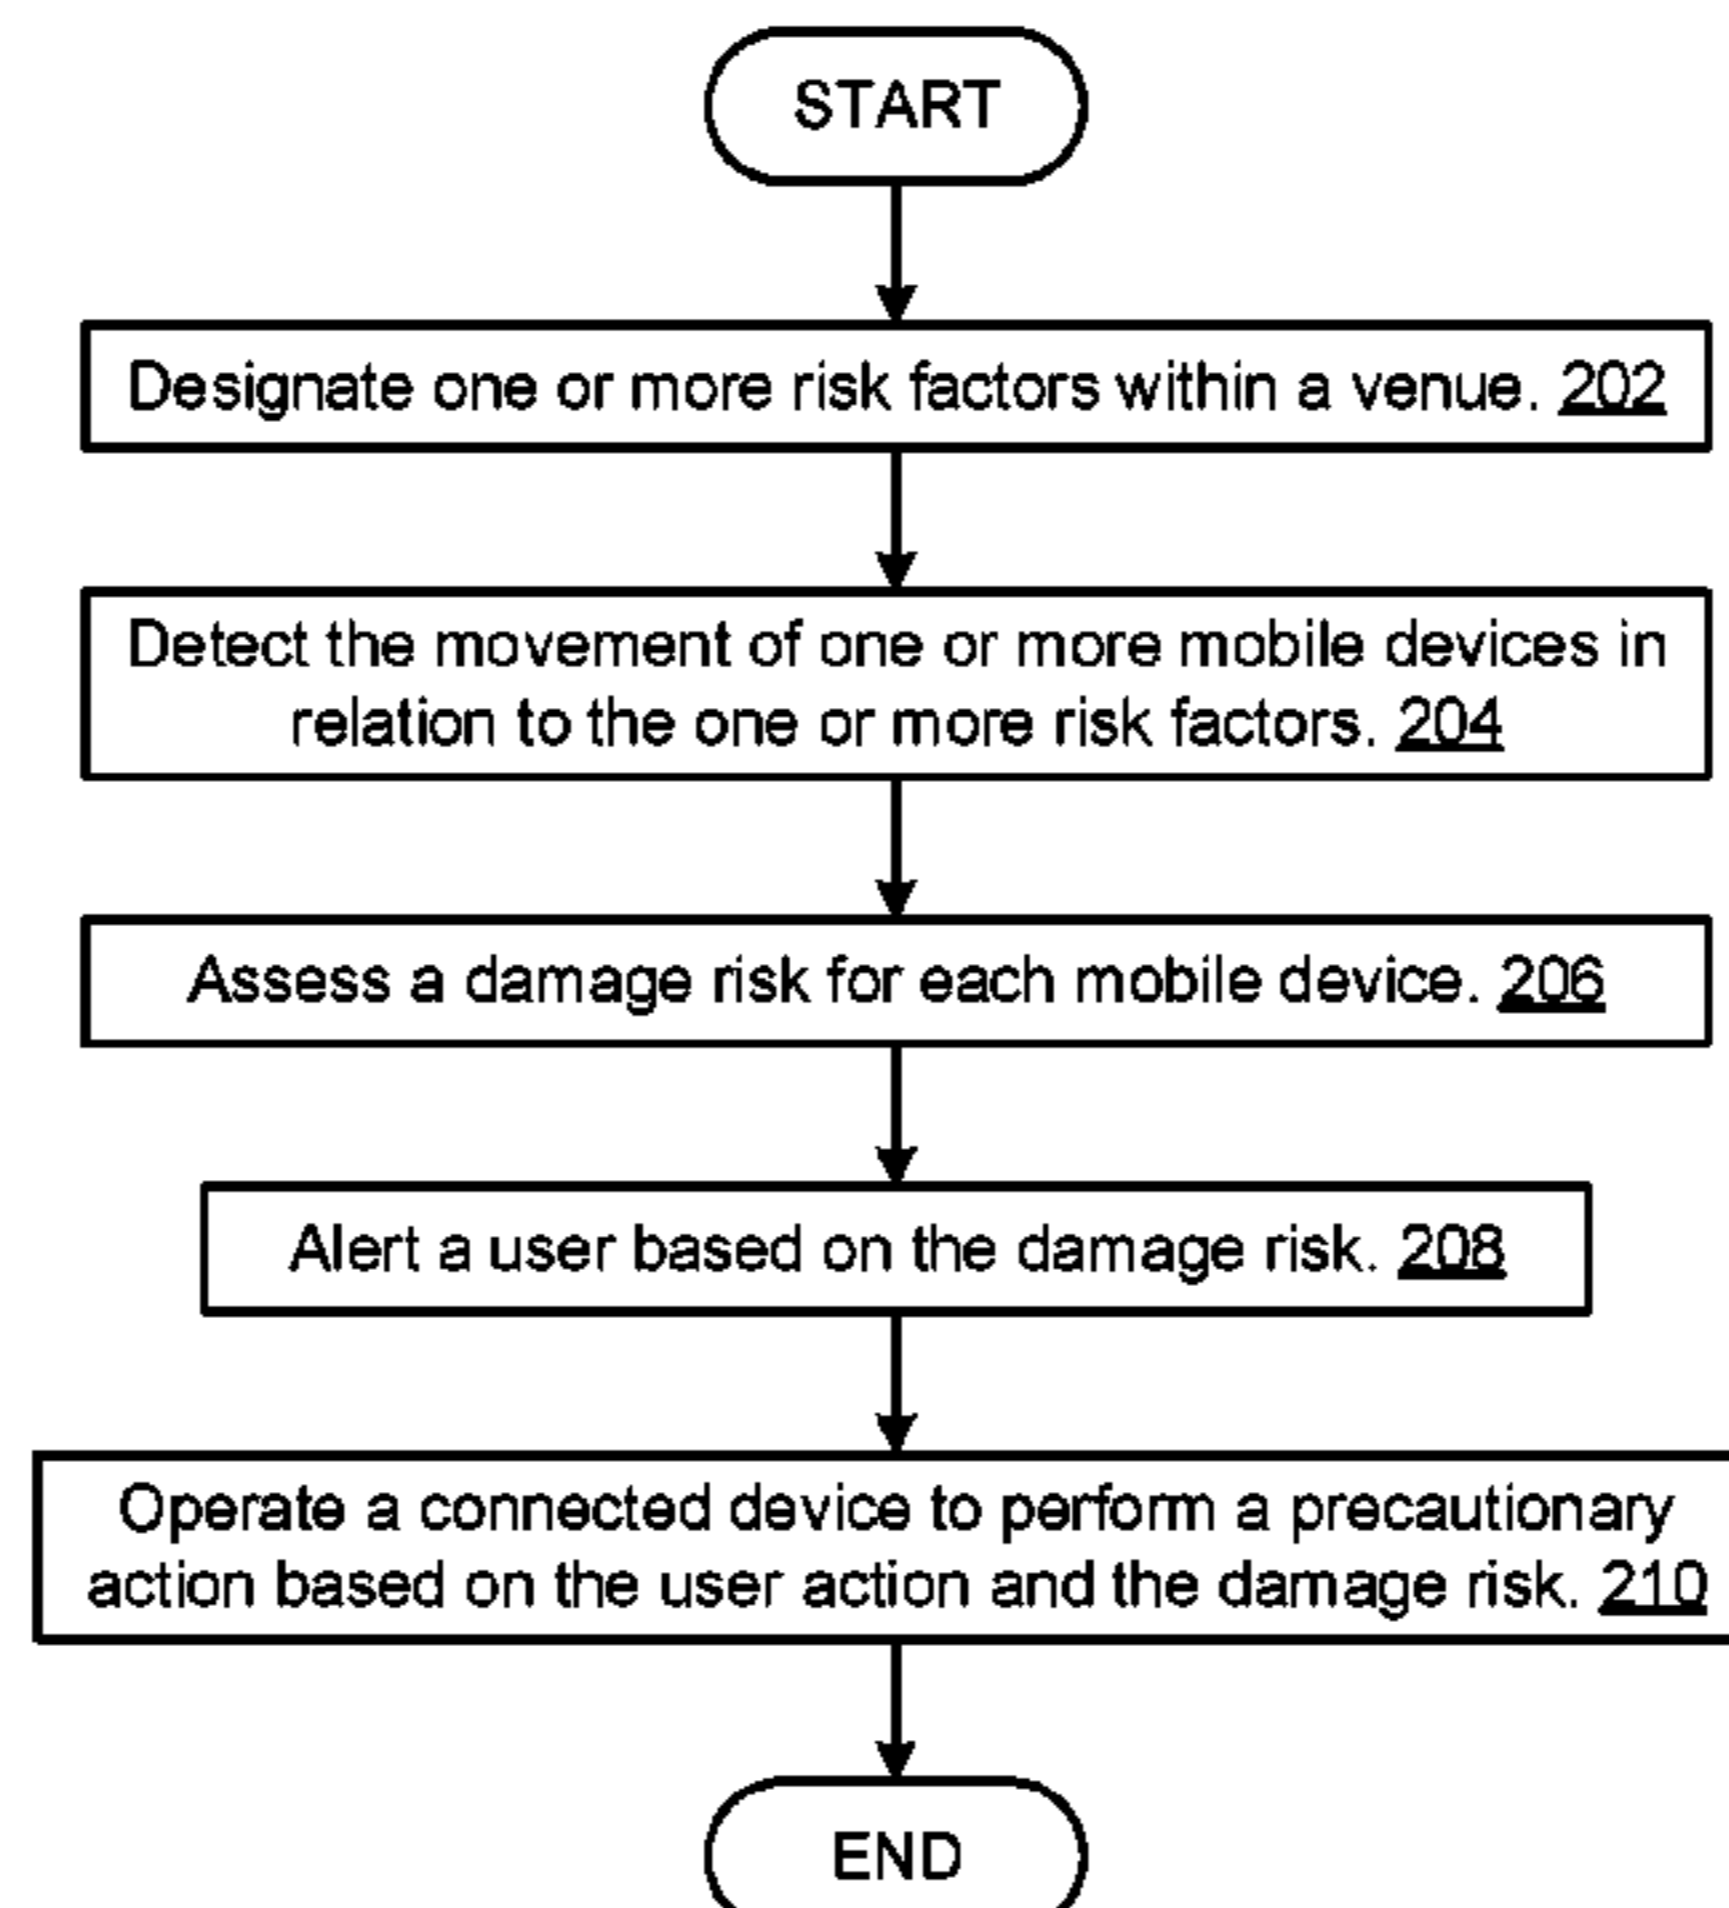 START
Designate one or more risk factors within a venue. 202
Detect the movement of one or more mobile devices in
relation to the one or more risk factors. 204
Assess a damage risk for each mobile device. 206
Alert a user based on the damage risk. 208
Operate a connected device to perform a precautionary
action based on the user action and the damage risk. 210
END